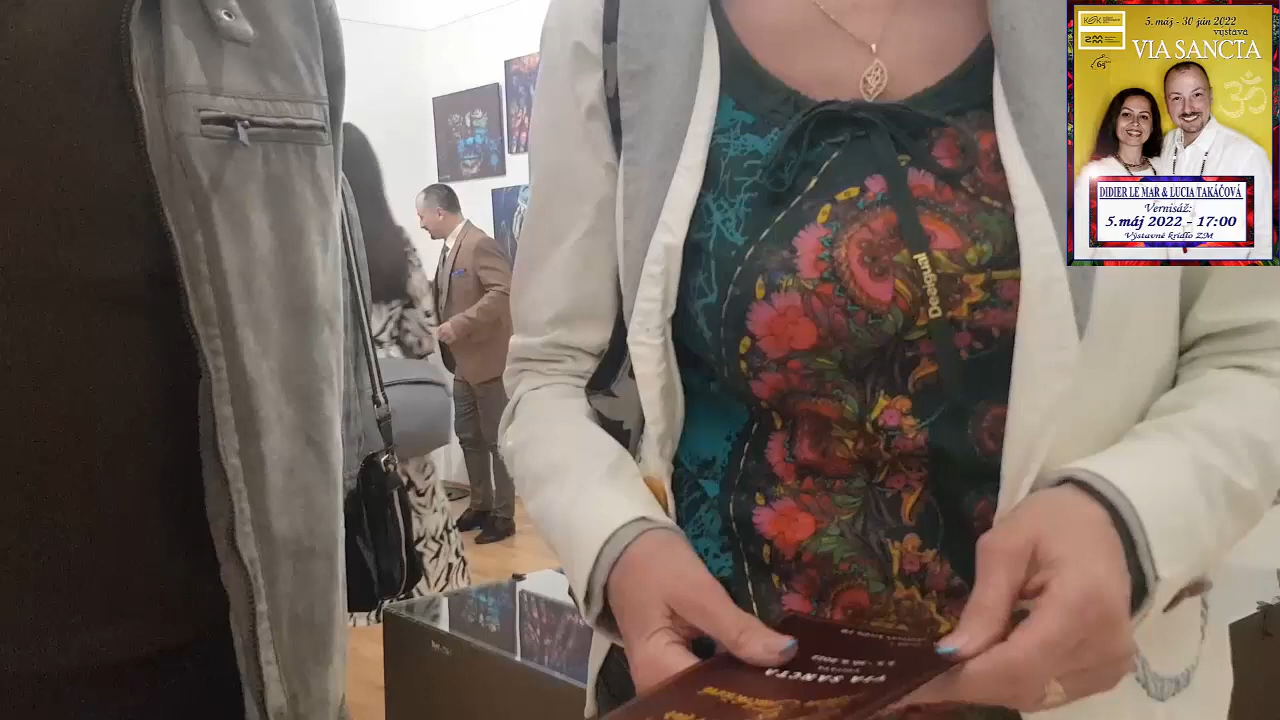 5. máj - 30 jún 2022
výstava
VIA SANCTA
65
DIDIER LE MAR & LUCIA TAKÁČOVÁ
Vernisáž:
5.máj 2022 - 17:00
Výstavné krídlo ZM
Desigual
VIA SANCTA